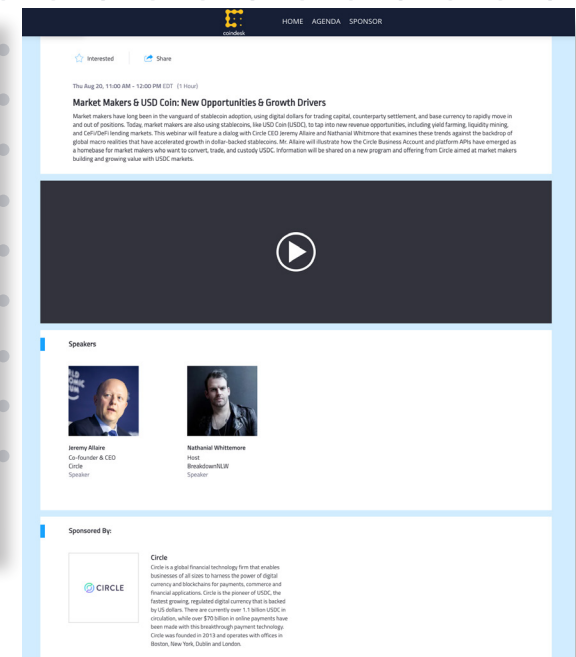 coindesk
HOME AGENDA SPONSOR
Interested
Share
Thu Aug 20, 11:00 AM - 12:00 PM EDT (1 Hour)
Market Makers & USD Coin: New Opportunities & Growth Drivers
Market makers have long been in the vanguard of stablecoin adoption, using digital dollars for trading capital, counterparty settlement, and base currency to rapidly move in
and out of positions. Today, market makers are also using stablecoins, like USD Coin (USDC), to tap into new revenue opportunities, including yield farming, liquidity mining,
and CeFi/DeFi lending markets. This webinar will feature a dialog with Circle CEO Jeremy Allaire and Nathanial Whitmore that examines these trends against the backdrop of
global macro realities that have accelerated growth in dollar-backed stablecoins. Mr. Allaire will illustrate how the Circle Business Account and platform APIs have emerged as
a homebase for market makers who want to convert, trade, and custody USDC. Information will be shared on a new program and offering from Circle aimed at market makers
building and growing value with USDC markets.
Speakers
Jeremy Allaire
Co-founder & CEO
Circle
Speaker
Nathanial Whittemore
Host
BreakdownNLW
Speaker
Sponsored By:
CIRCLE
Circle
Circle is a global financial technology firm that enables
businesses of all sizes to harness the power of digital
currency and blockchains for payments, commerce and
financial applications. Circle is the pioneer of USDC, the
fastest growing, regulated digital currency that is backed
by US dollars. There are currently over 1.1 billion USDC in
circulation, while over $70 billion in online payments have
been made with this breakthrough payment technology.
Circle was founded in 2013 and operates with offices in
Boston, New York, Dublin and London.